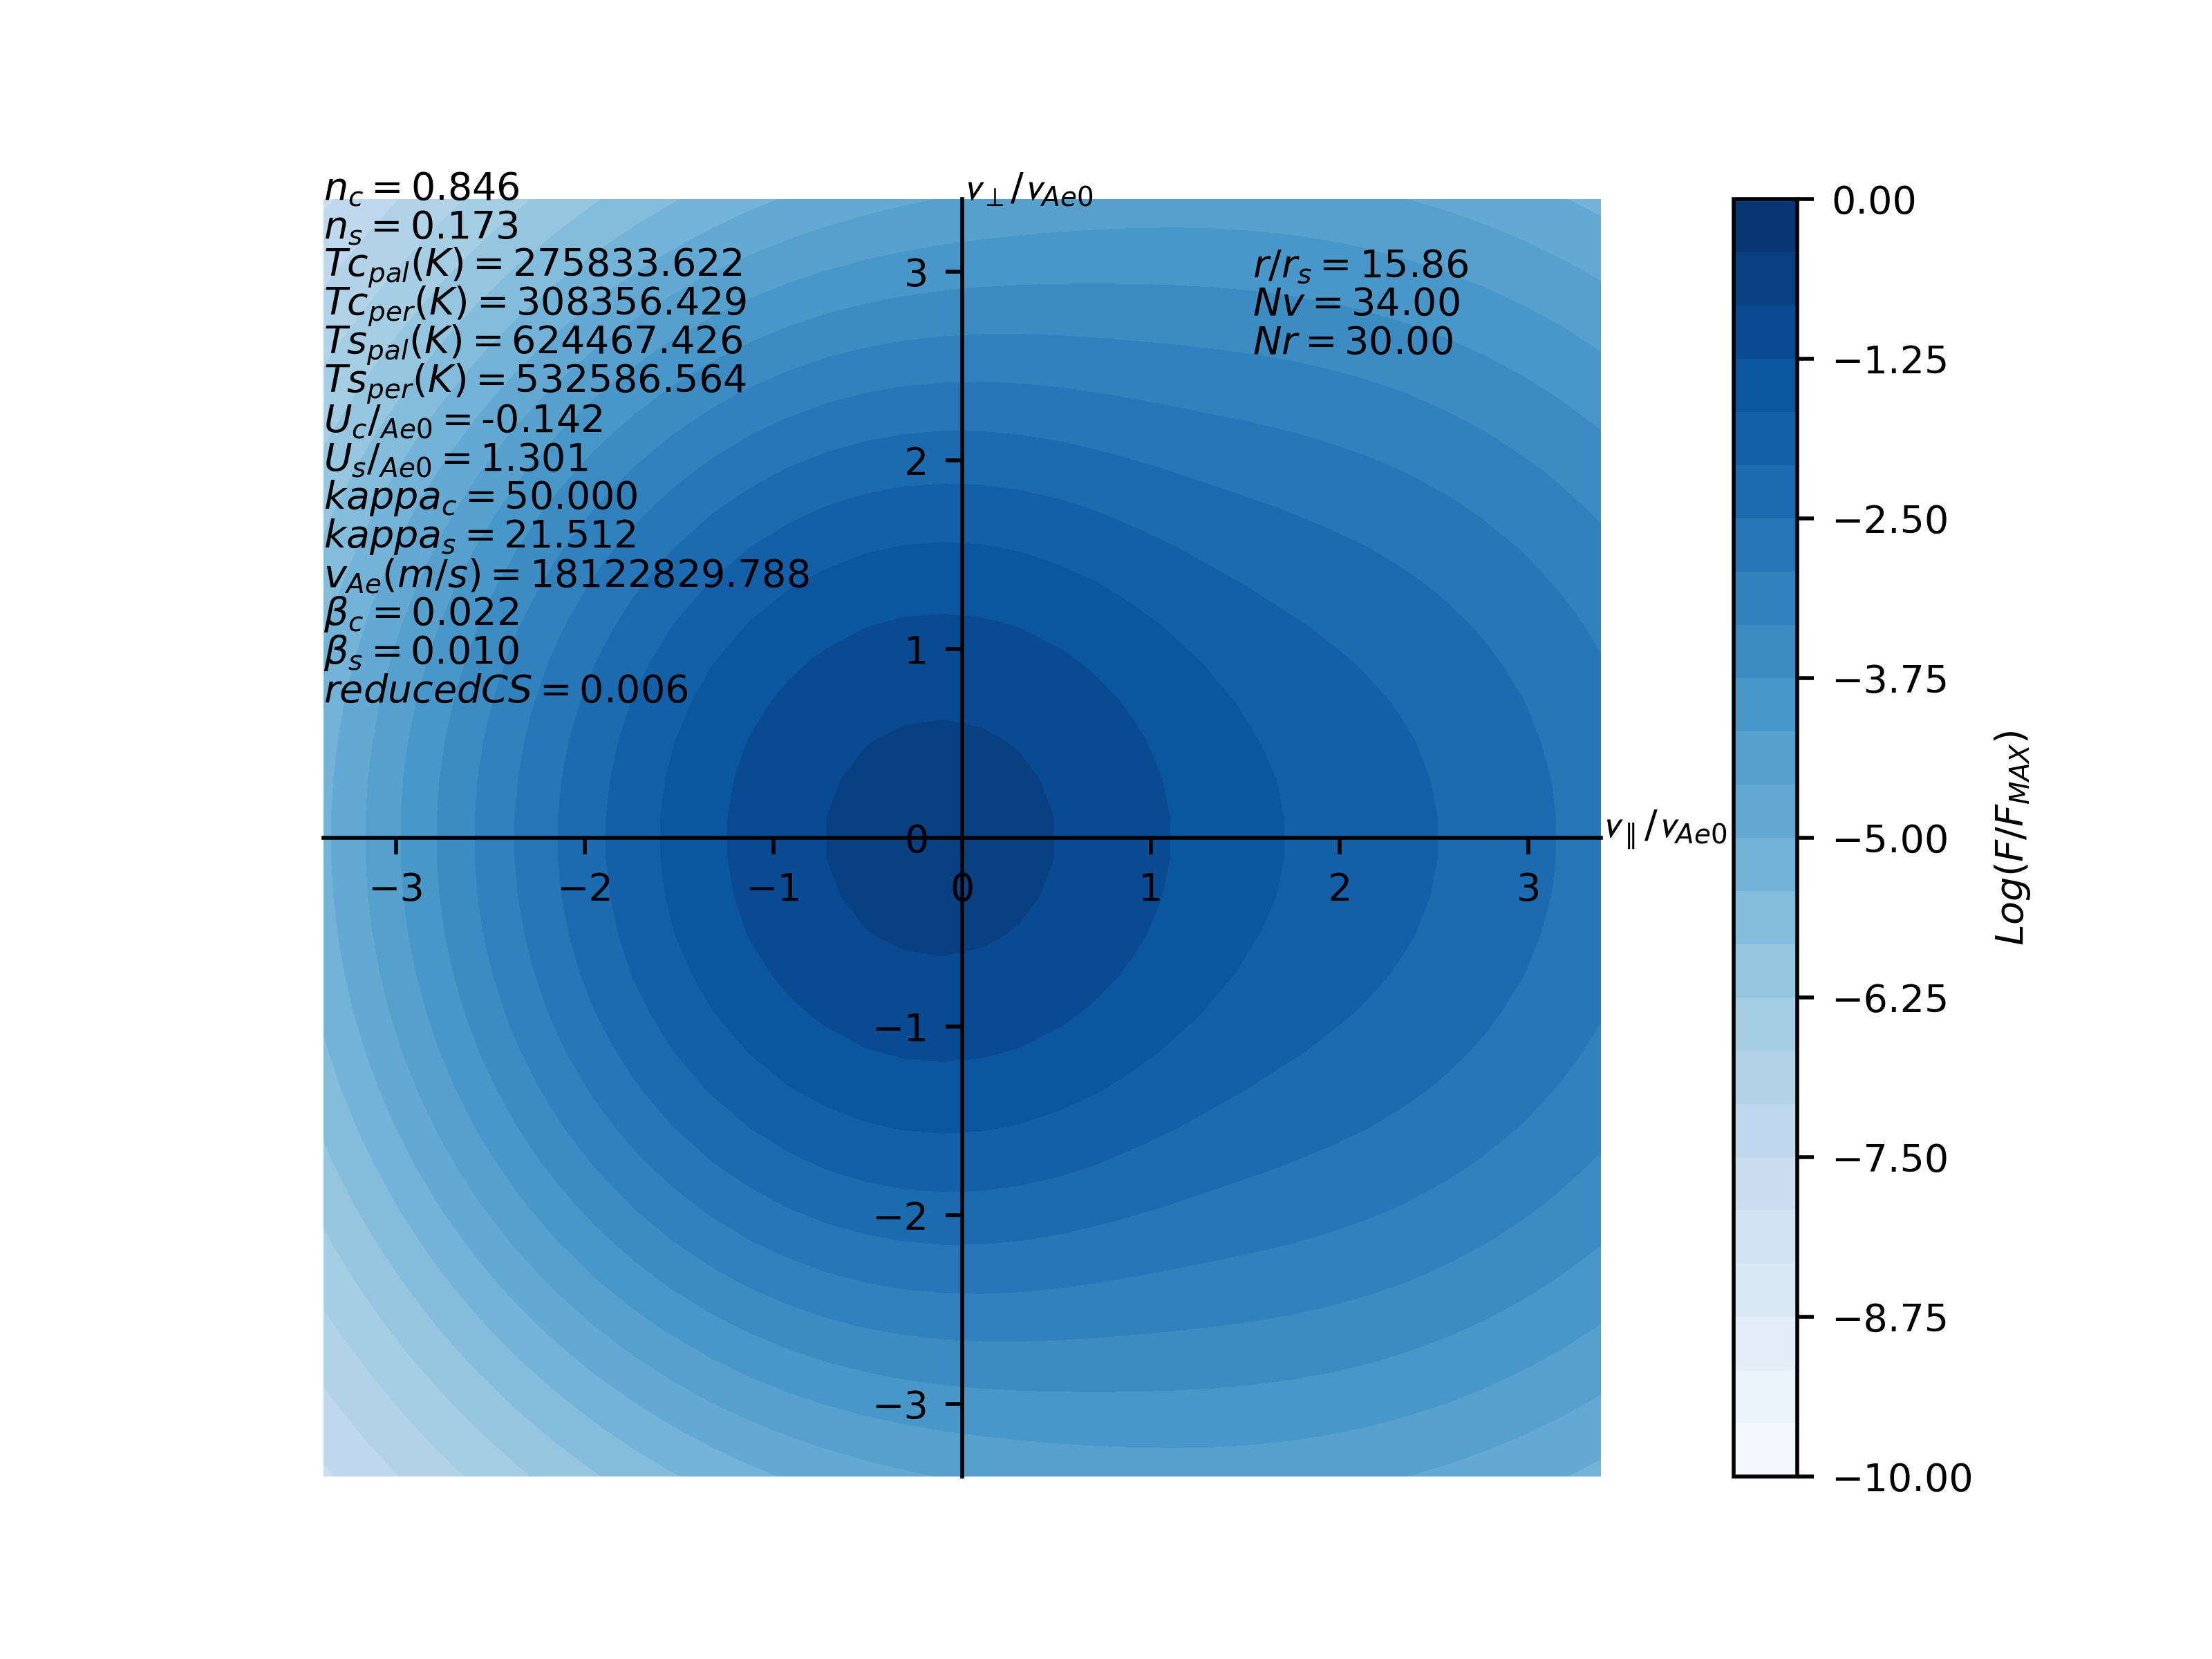 n_c = 0.846
n_s = 0.173
Tc_pal(K) = 275833.622
Tc_per(K) = 308356.429
Ts_pal(K) = 624467.426
Ts_per(K) = 532586.564
U_c/_Ae0 = -0.142
U_s/_Ae0 = 1.301
kappa_c = 50.000
kappa_s = 21.512
v_Ae(m/s) = 18122829.788
β_c = 0.022
β_s = 0.010
reducedCS = 0.006
v_⊥/v_Ae0
r/r_s = 15.86
Nv = 34.00
Nr = 30.00
3
2
1
0
−1
−2
−3
−3 −2 −1 0 1 2 3
v_∥/v_Ae0
0.00
−1.25
−2.50
−3.75
−5.00
−6.25
−7.50
−8.75
−10.00
Log(F/F_MAX)